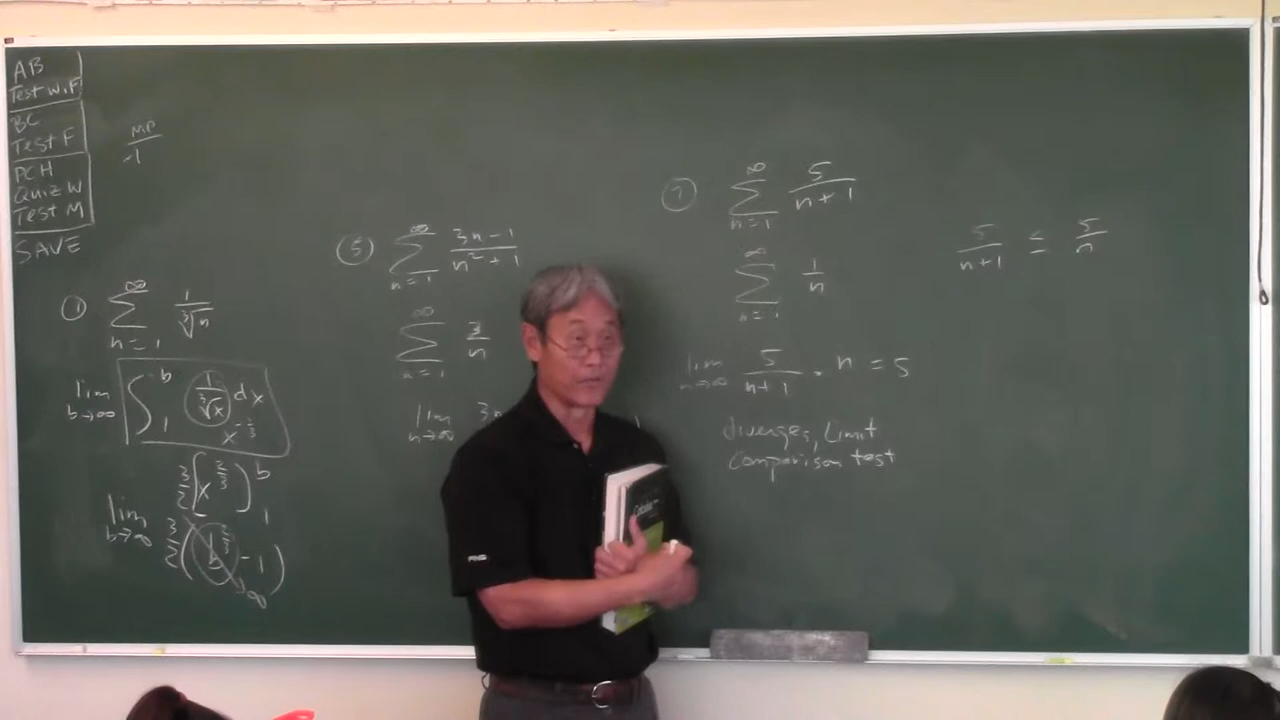 AB
Test W,F
BC
Test F
PCH
Quiz W
Test M
SAVE
MP
-1
① ∞ Σ n=1 1/∛n
lim b→∞ ∫ b 1 1/∛x dx
x^-1/3
3/2 [x^2/3) b 1
lim b→∞ 3/2 (b^2/3 - 1)
∞
⑤ ∞ Σ n=1 3n-1/n²+1
∞ Σ n=1 3/n
lim n→∞ 3n
1
PING
Calculus
⑦ ∞ Σ n=1 5/n+1
∞ Σ n=1 1/n
lim n→∞ 5/n+1 · n = 5
diverges, Limit
Comparison test
5/n+1 ≤ 5/n